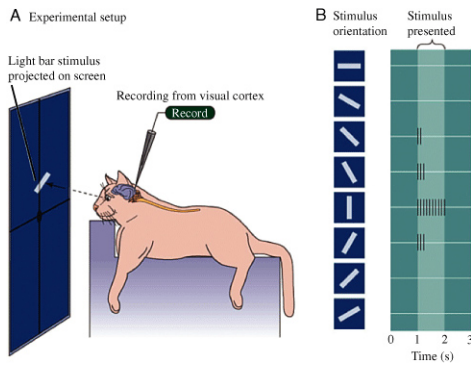 A Experimental setup
Light bar stimulus
projected on screen
Recording from visual cortex
Record
B Stimulus
orientation
Stimulus
presented
0 1 2 3
Time (s)